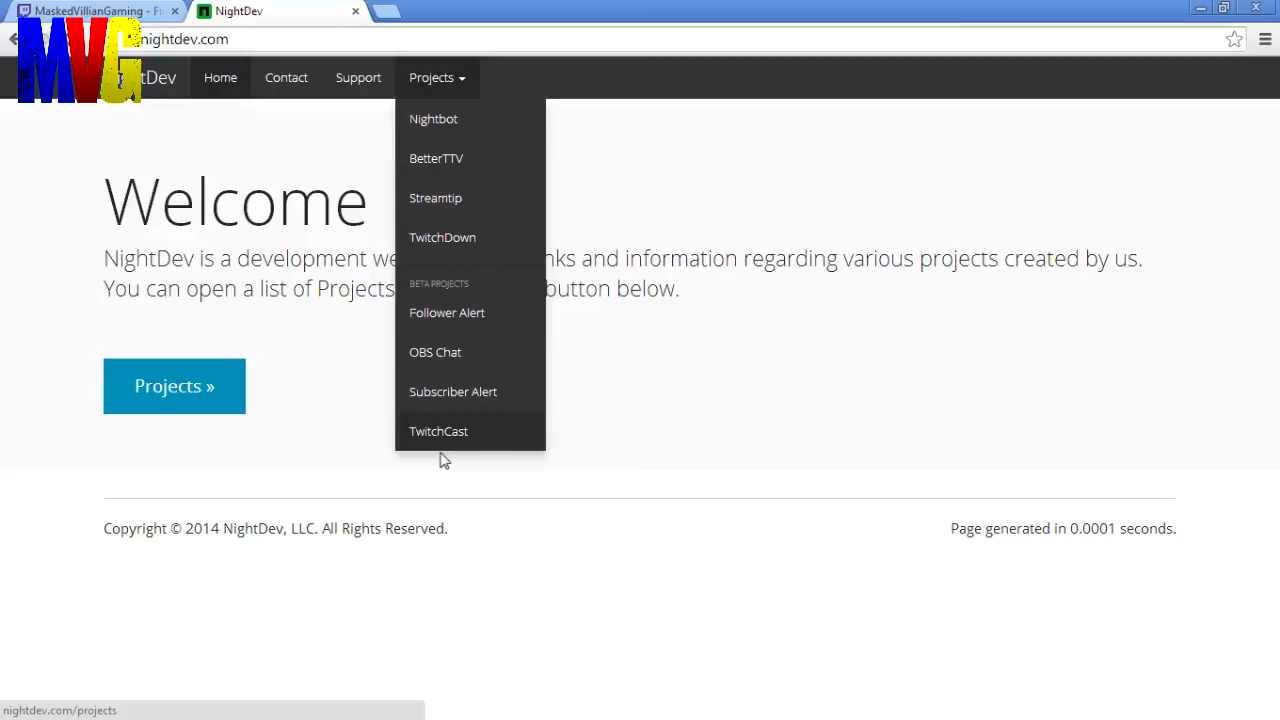 MaskedVillianGaming - Fr
NightDev
nightdev.com
MVG
htDev
Home
Contact
Support
Projects
Nightbot
BetterTTV
Streamtip
TwitchDown
BETA PROJECTS
Follower Alert
OBS Chat
Subscriber Alert
TwitchCast
Welcome
NightDev is a development we nks and information regarding various projects created by us.
You can open a list of Projects button below.
Projects »
Copyright © 2014 NightDev, LLC. All Rights Reserved.
Page generated in 0.0001 seconds.
nightdev.com/projects